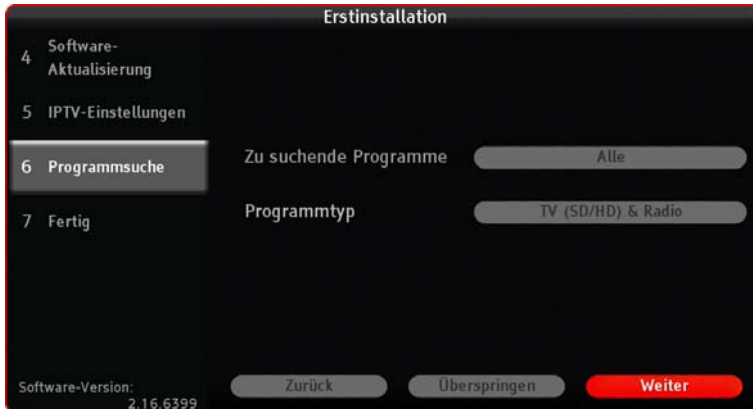 Erstinstallation
4 Software-
Aktualisierung
5 IPTV-Einstellungen
6 Programmsuche
7 Fertig
Zu suchende Programme Alle
Programmtyp TV (SD/HD) & Radio
Software-Version:
2.16.6399
Zurück Überspringen Weiter